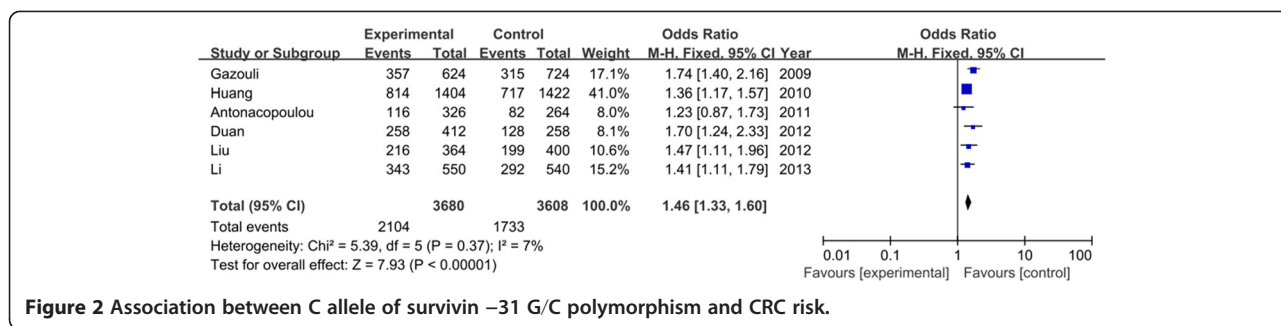 Experimental Control Odds Ratio Odds Ratio
Study or Subgroup Events Total Events Total Weight M-H, Fixed, 95% CI Year M-H, Fixed, 95% CI
Gazouli 357 624 315 724 17.1% 1.74 [1.40, 2.16] 2009
Huang 814 1404 717 1422 41.0% 1.36 [1.17, 1.57] 2010
Antonacopoulou 116 326 82 264 8.0% 1.23 [0.87, 1.73] 2011
Duan 258 412 128 258 8.1% 1.70 [1.24, 2.33] 2012
Liu 216 364 199 400 10.6% 1.47 [1.11, 1.96] 2012
Li 343 550 292 540 15.2% 1.41 [1.11, 1.79] 2013
Total (95% CI) 3680 3608 100.0% 1.46 [1.33, 1.60]
Total events 2104 1733
Heterogeneity: Chi² = 5.39, df = 5 (P = 0.37); I² = 7%
Test for overall effect: Z = 7.93 (P < 0.00001)
0.01 0.1 1 10 100
Favours [experimental] Favours [control]
Figure 2 Association between C allele of survivin −31 G/C polymorphism and CRC risk.